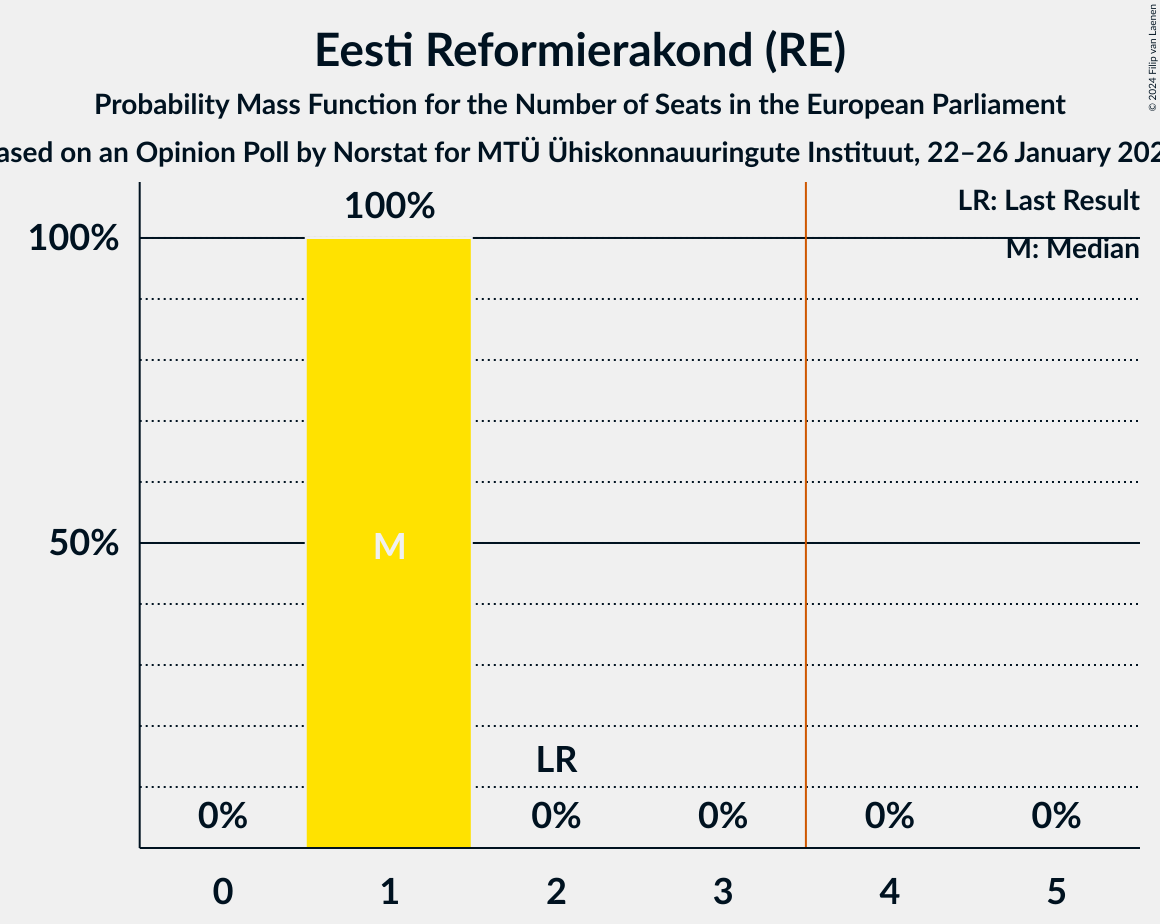 Eesti Reformierakond (RE)
Probability Mass Function for the Number of Seats in the European Parliament
ased on an Opinion Poll by Norstat for MTÜ Ühiskonnauuringute Instituut, 22–26 January 202
© 2024 Filip van Laenen
LR: Last Result
M: Median
100%
100%
50%
M
LR
0%
0%
0%
0%
0%
0 1 2 3 4 5